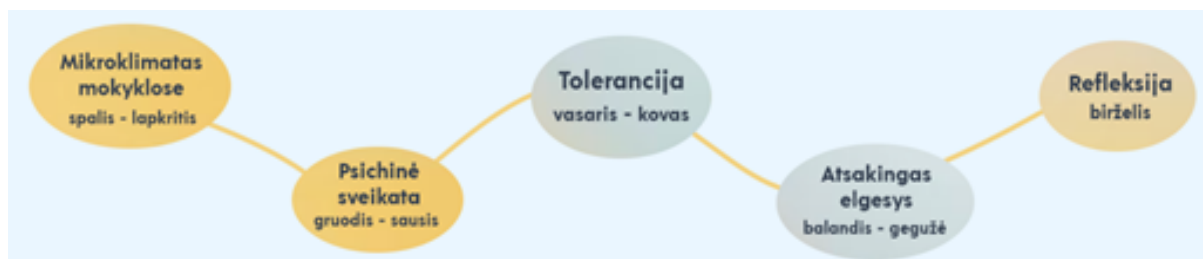 Mikroklimatas
mokyklose
spalis - lapkritis
Psichinė
sveikata
gruodis - sausis
Tolerancija
vasaris - kovas
Atsakingas
elgesys
balandis - gegužė
Refleksija
birželis